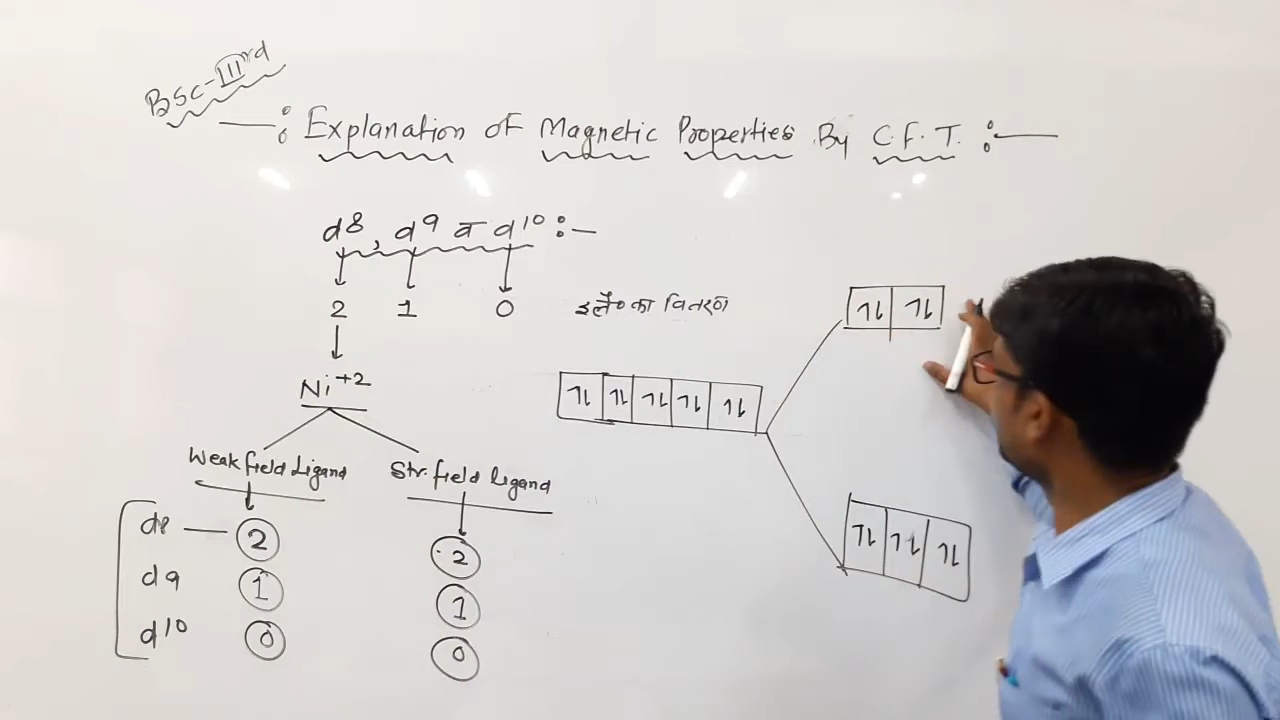 BSC-IIIrd
—: Explanation of Magnetic Properties By C.F.T. :—
d8, d9 व d10 :—
2 1 0 इलै० का वितरण
Ni+2
Weak field Ligand Str. field ligand
d8 — 2 2
d9 1 1
d10 0 0
↿⇂ ↿⇂
↿⇂ ↿⇂ ↿⇂ ↿⇂ ↿⇂
↿⇂ ↿⇂ ↿⇂